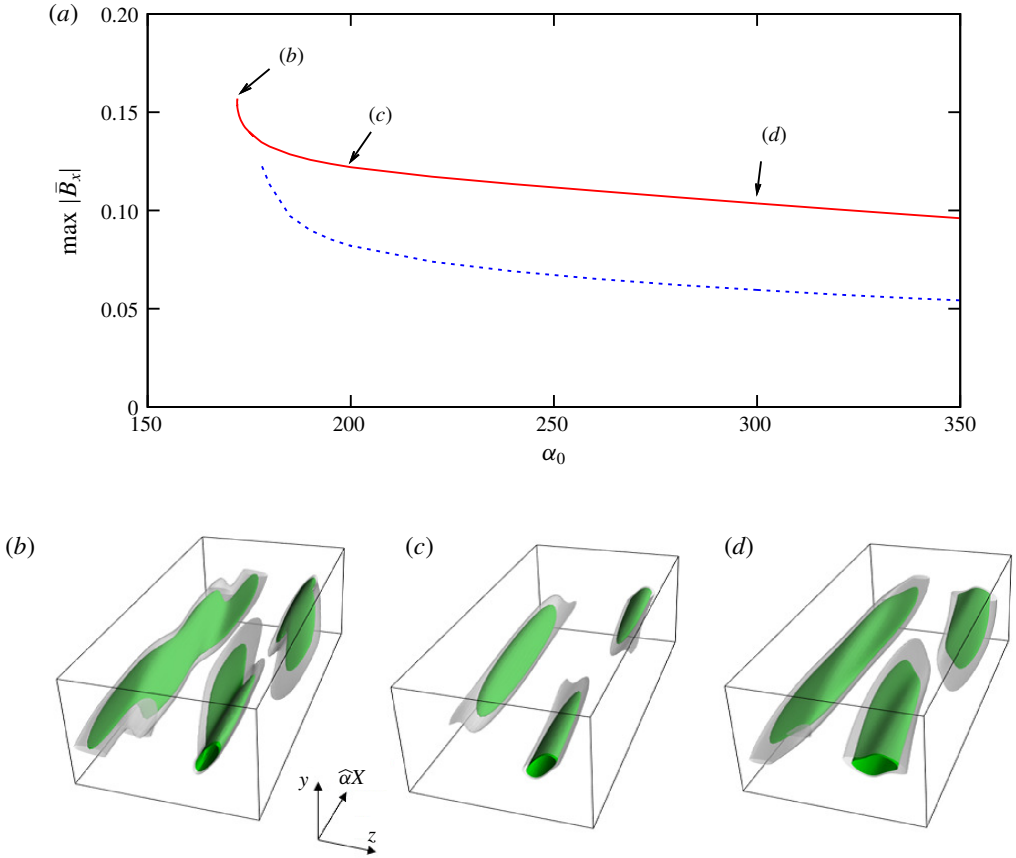 (a)
0.20
0.15
0.10
0.05
0
max |B̄ₓ|
(b)
(c)
(d)
150 200 250 300 350
α₀
(b) (c) (d)
y α̂X z